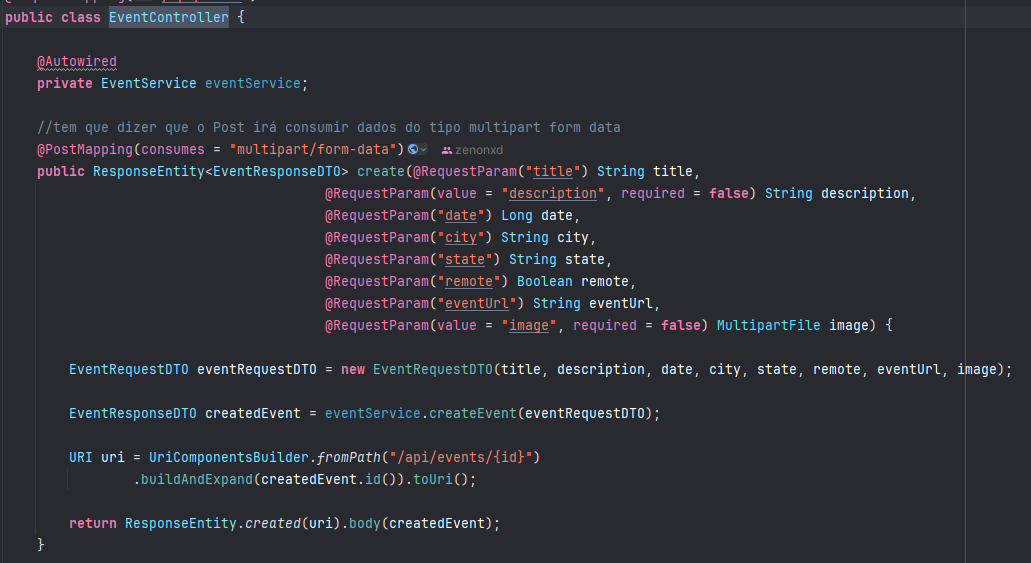 public class EventController {
@Autowired
private EventService eventService;
//tem que dizer que o Post irá consumir dados do tipo multipart form data
@PostMapping(consumes = "multipart/form-data") zenonxd
public ResponseEntity<EventResponseDTO> create(@RequestParam("title") String title,
@RequestParam(value = "description", required = false) String description,
@RequestParam("date") Long date,
@RequestParam("city") String city,
@RequestParam("state") String state,
@RequestParam("remote") Boolean remote,
@RequestParam("eventUrl") String eventUrl,
@RequestParam(value = "image", required = false) MultipartFile image) {
EventRequestDTO eventRequestDTO = new EventRequestDTO(title, description, date, city, state, remote, eventUrl, image);
EventResponseDTO createdEvent = eventService.createEvent(eventRequestDTO);
URI uri = UriComponentsBuilder.fromPath("/api/events/{id}")
.buildAndExpand(createdEvent.id()).toUri();
return ResponseEntity.created(uri).body(createdEvent);
}